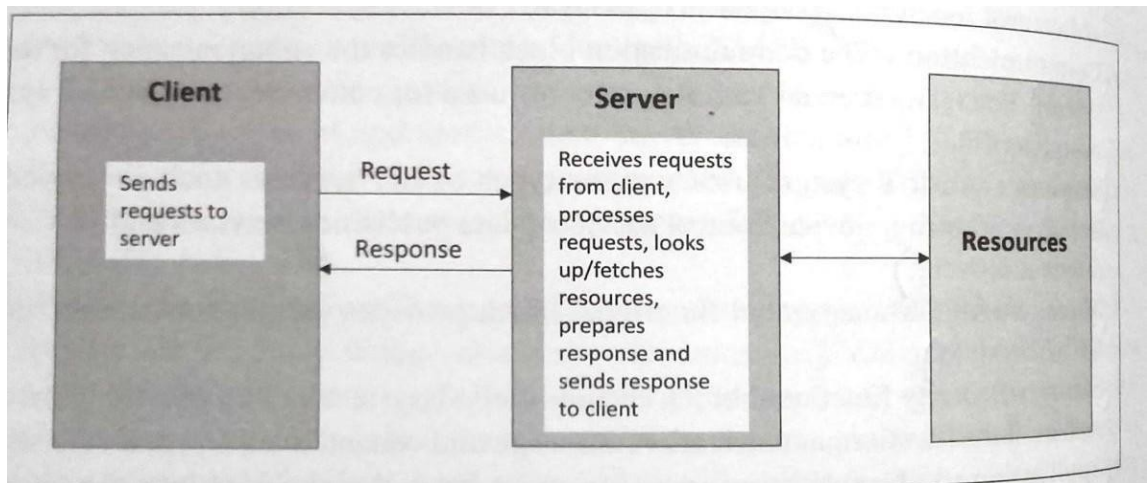 Client
Sends
requests to
server
Request
Response
Server
Receives requests
from client,
processes
requests, looks
up/fetches
resources,
prepares
response and
sends response
to client
Resources